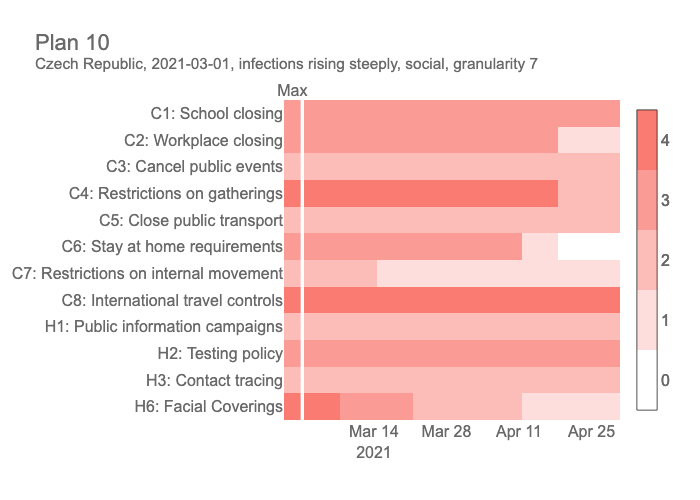 Plan 10
Czech Republic, 2021-03-01, infections rising steeply, social, granularity 7
Max
C1: School closing
C2: Workplace closing
C3: Cancel public events
C4: Restrictions on gatherings
C5: Close public transport
C6: Stay at home requirements
C7: Restrictions on internal movement
C8: International travel controls
H1: Public information campaigns
H2: Testing policy
H3: Contact tracing
H6: Facial Coverings
Mar 14 Mar 28 Apr 11 Apr 25
2021
4
3
2
1
0